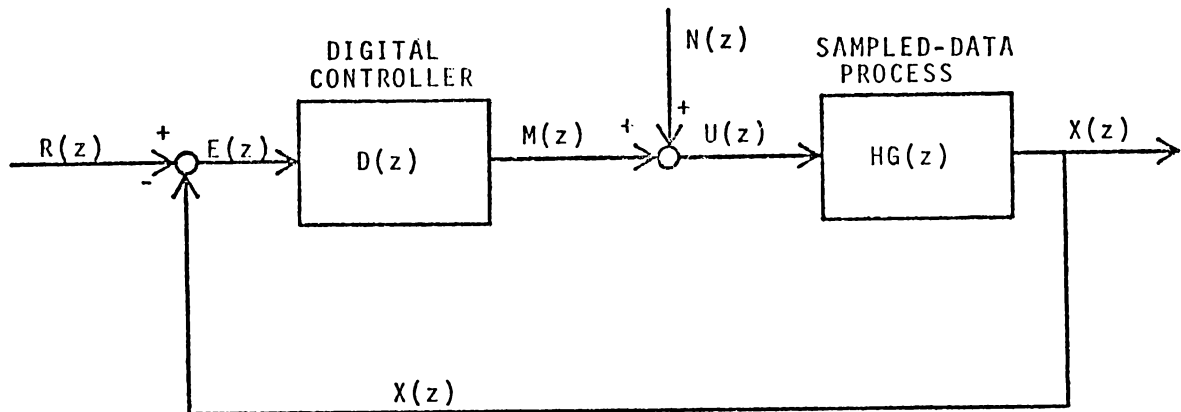 DIGITAL
CONTROLLER
N(z)
SAMPLED-DATA
PROCESS
R(z)
+
-
E(z)
D(z)
M(z)
+
+
U(z)
HG(z)
X(z)
X(z)